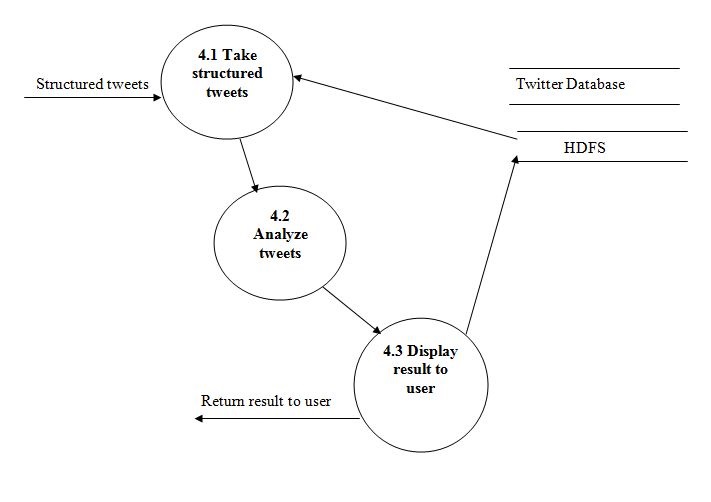 4.1 Take
structured
tweets
Structured tweets
Twitter Database
HDFS
4.2
Analyze
tweets
4.3 Display
result to
user
Return result to user